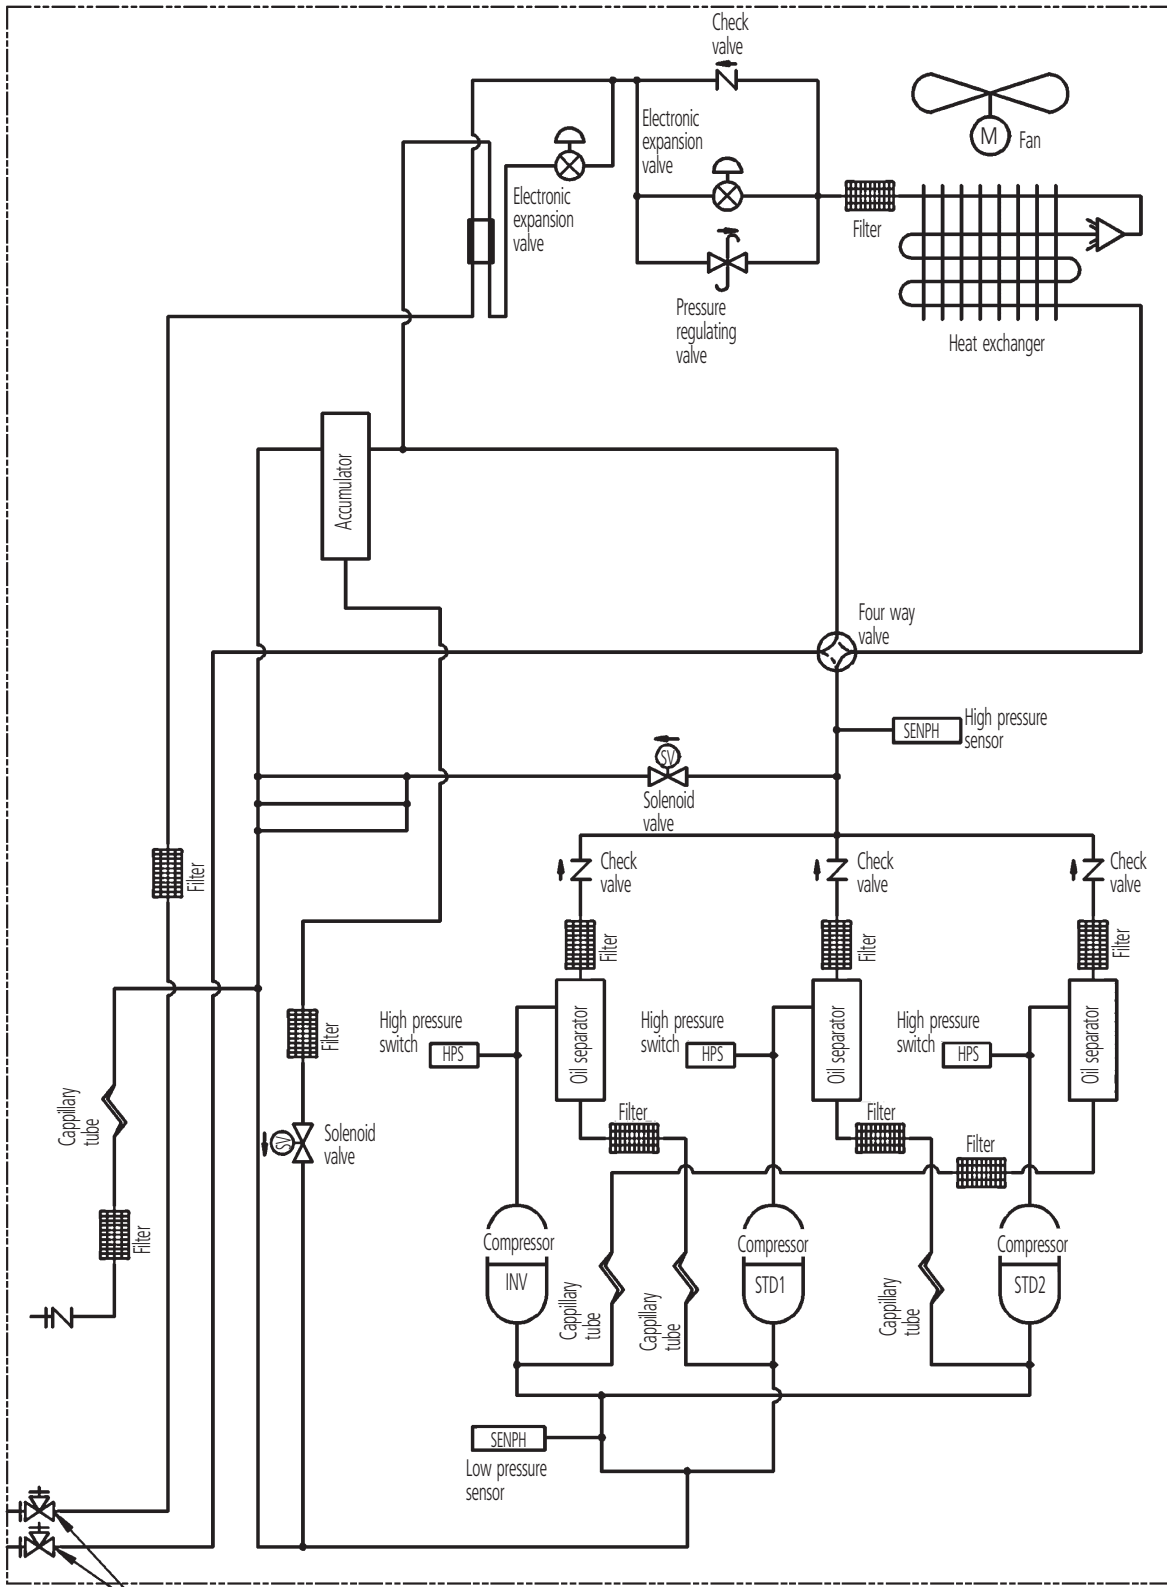 Check
valve
Electronic
expansion
valve
M
Fan
Electronic
expansion
valve
Filter
Pressure
regulating
valve
Heat exchanger
Accumulator
Four way
valve
SENPH
High pressure
sensor
SV
Solenoid
valve
Filter
Check
valve
Check
valve
Check
valve
Filter
Filter
Filter
High pressure
switch
HPS
Oil separator
High pressure
switch
HPS
Oil separator
High pressure
switch
HPS
Oil separator
Filter
Cappillary
tube
SV
Solenoid
valve
Filter
Filter
Filter
Filter
Compressor
INV
Compressor
STD1
Compressor
STD2
Cappillary
tube
Cappillary
tube
Cappillary
tube
SENPH
Low pressure
sensor